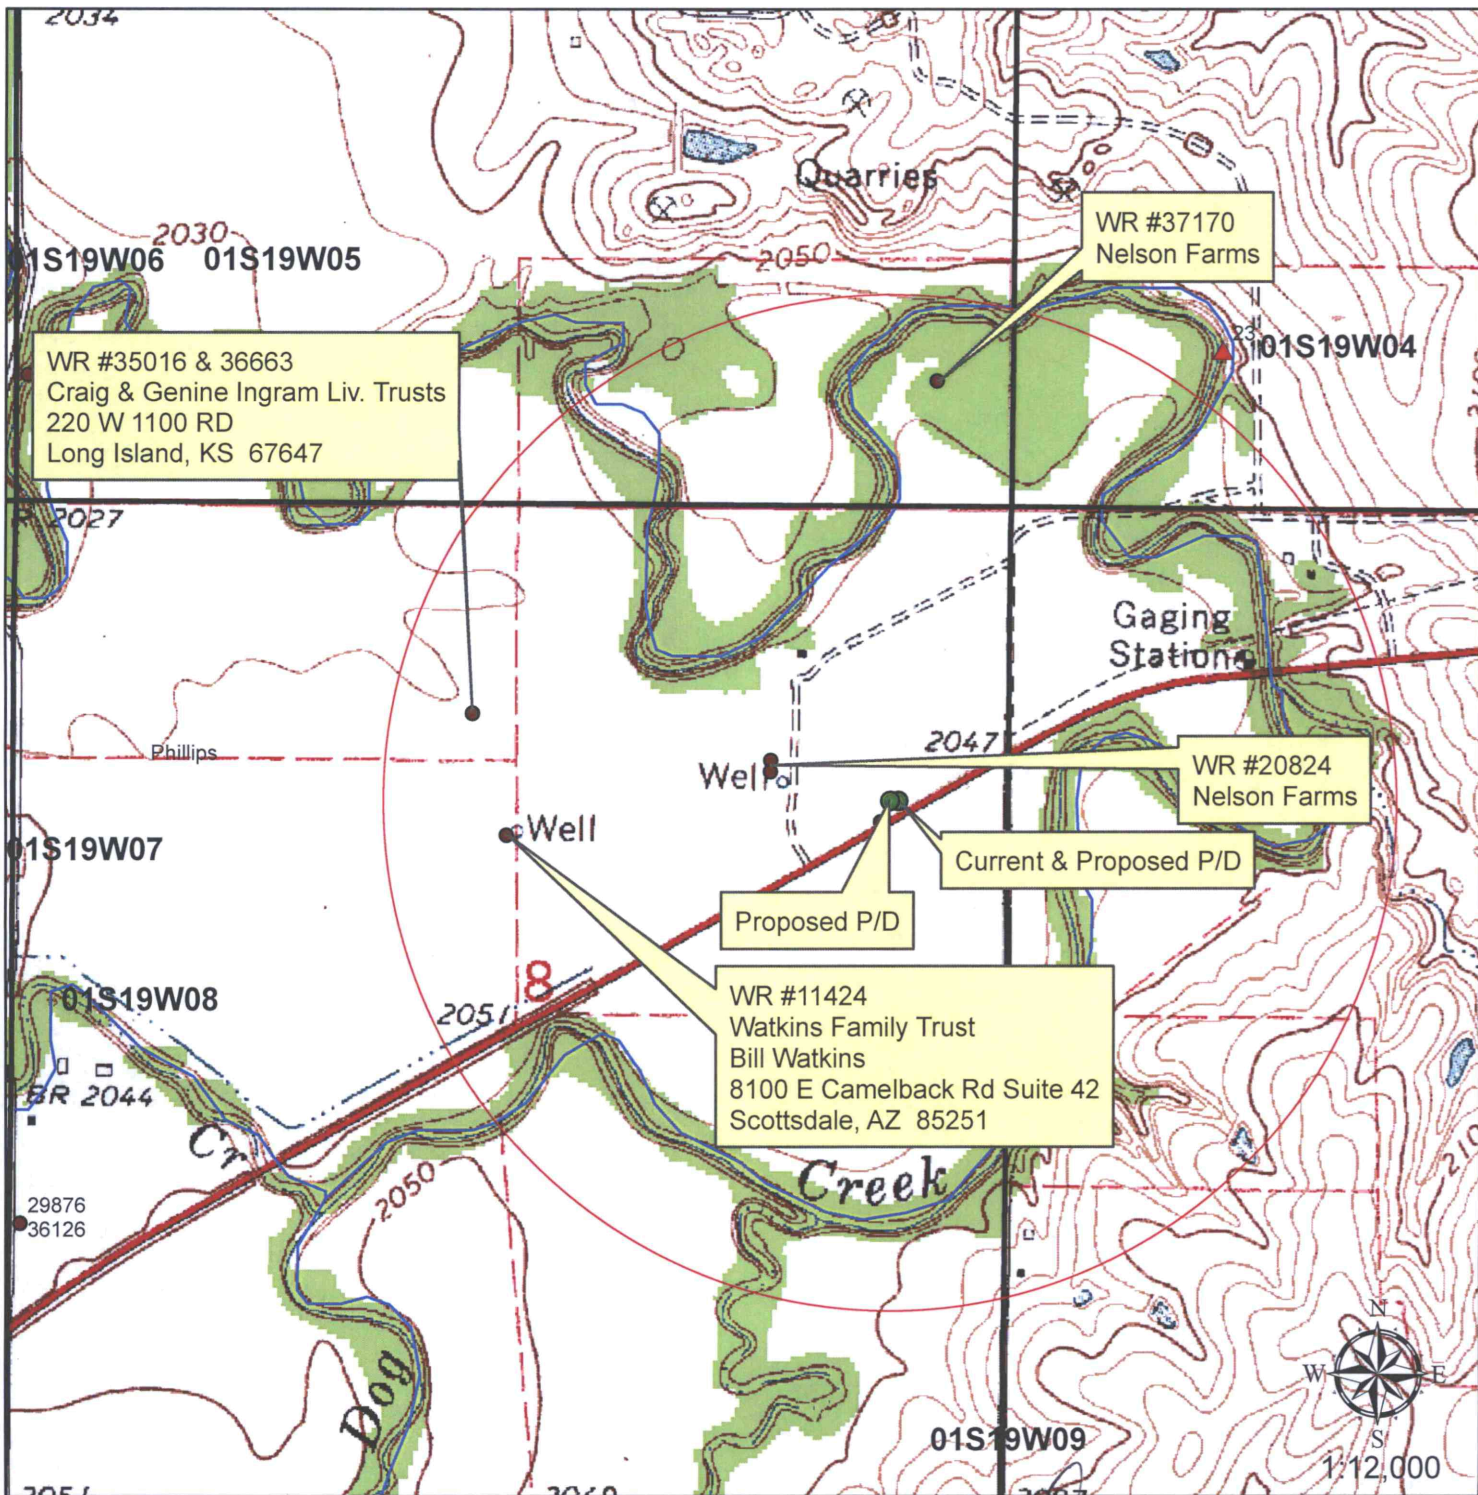 2034
Quarries
WR #37170
Nelson Farms
2030
01S19W06
01S19W05
2050
WR #35016 & 36663
Craig & Genine Ingram Liv. Trusts
220 W 1100 RD
Long Island, KS 67647
23
01S19W04
2027
Gaging
Station
Phillips
2047
Well
WR #20824
Nelson Farms
Well
01S19W07
Current & Proposed P/D
Proposed P/D
8
01S19W08
2051
WR #11424
Watkins Family Trust
Bill Watkins
8100 E Camelback Rd Suite 42
Scottsdale, AZ 85251
BR 2044
Cr
2050
Creek
29876
36126
Dog
N
W
E
S
01S19W09
1:12,000